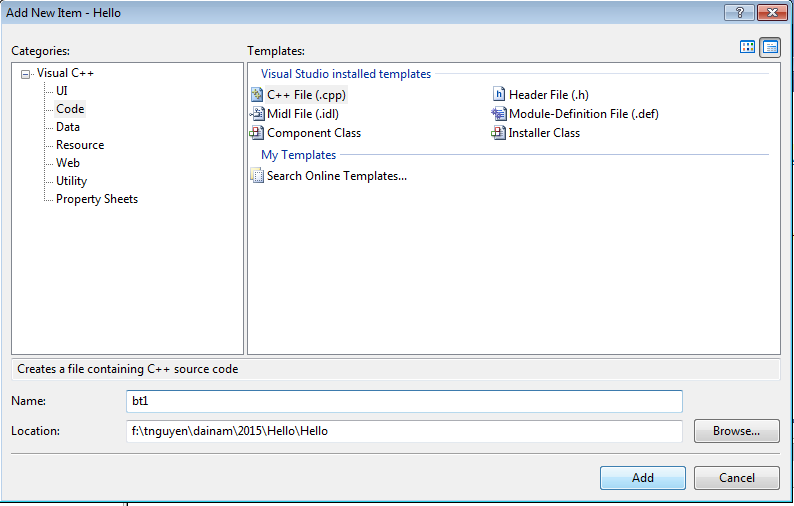 Add New Item - Hello
Categories:
Templates:
Visual C++
UI
Code
Data
Resource
Web
Utility
Property Sheets
Visual Studio installed templates
C++ File (.cpp)
Header File (.h)
Midl File (.idl)
Module-Definition File (.def)
Component Class
Installer Class
My Templates
Search Online Templates...
Creates a file containing C++ source code
Name:
bt1
Location:
f:\tnguyen\dainam\2015\Hello\Hello
Browse...
Add
Cancel